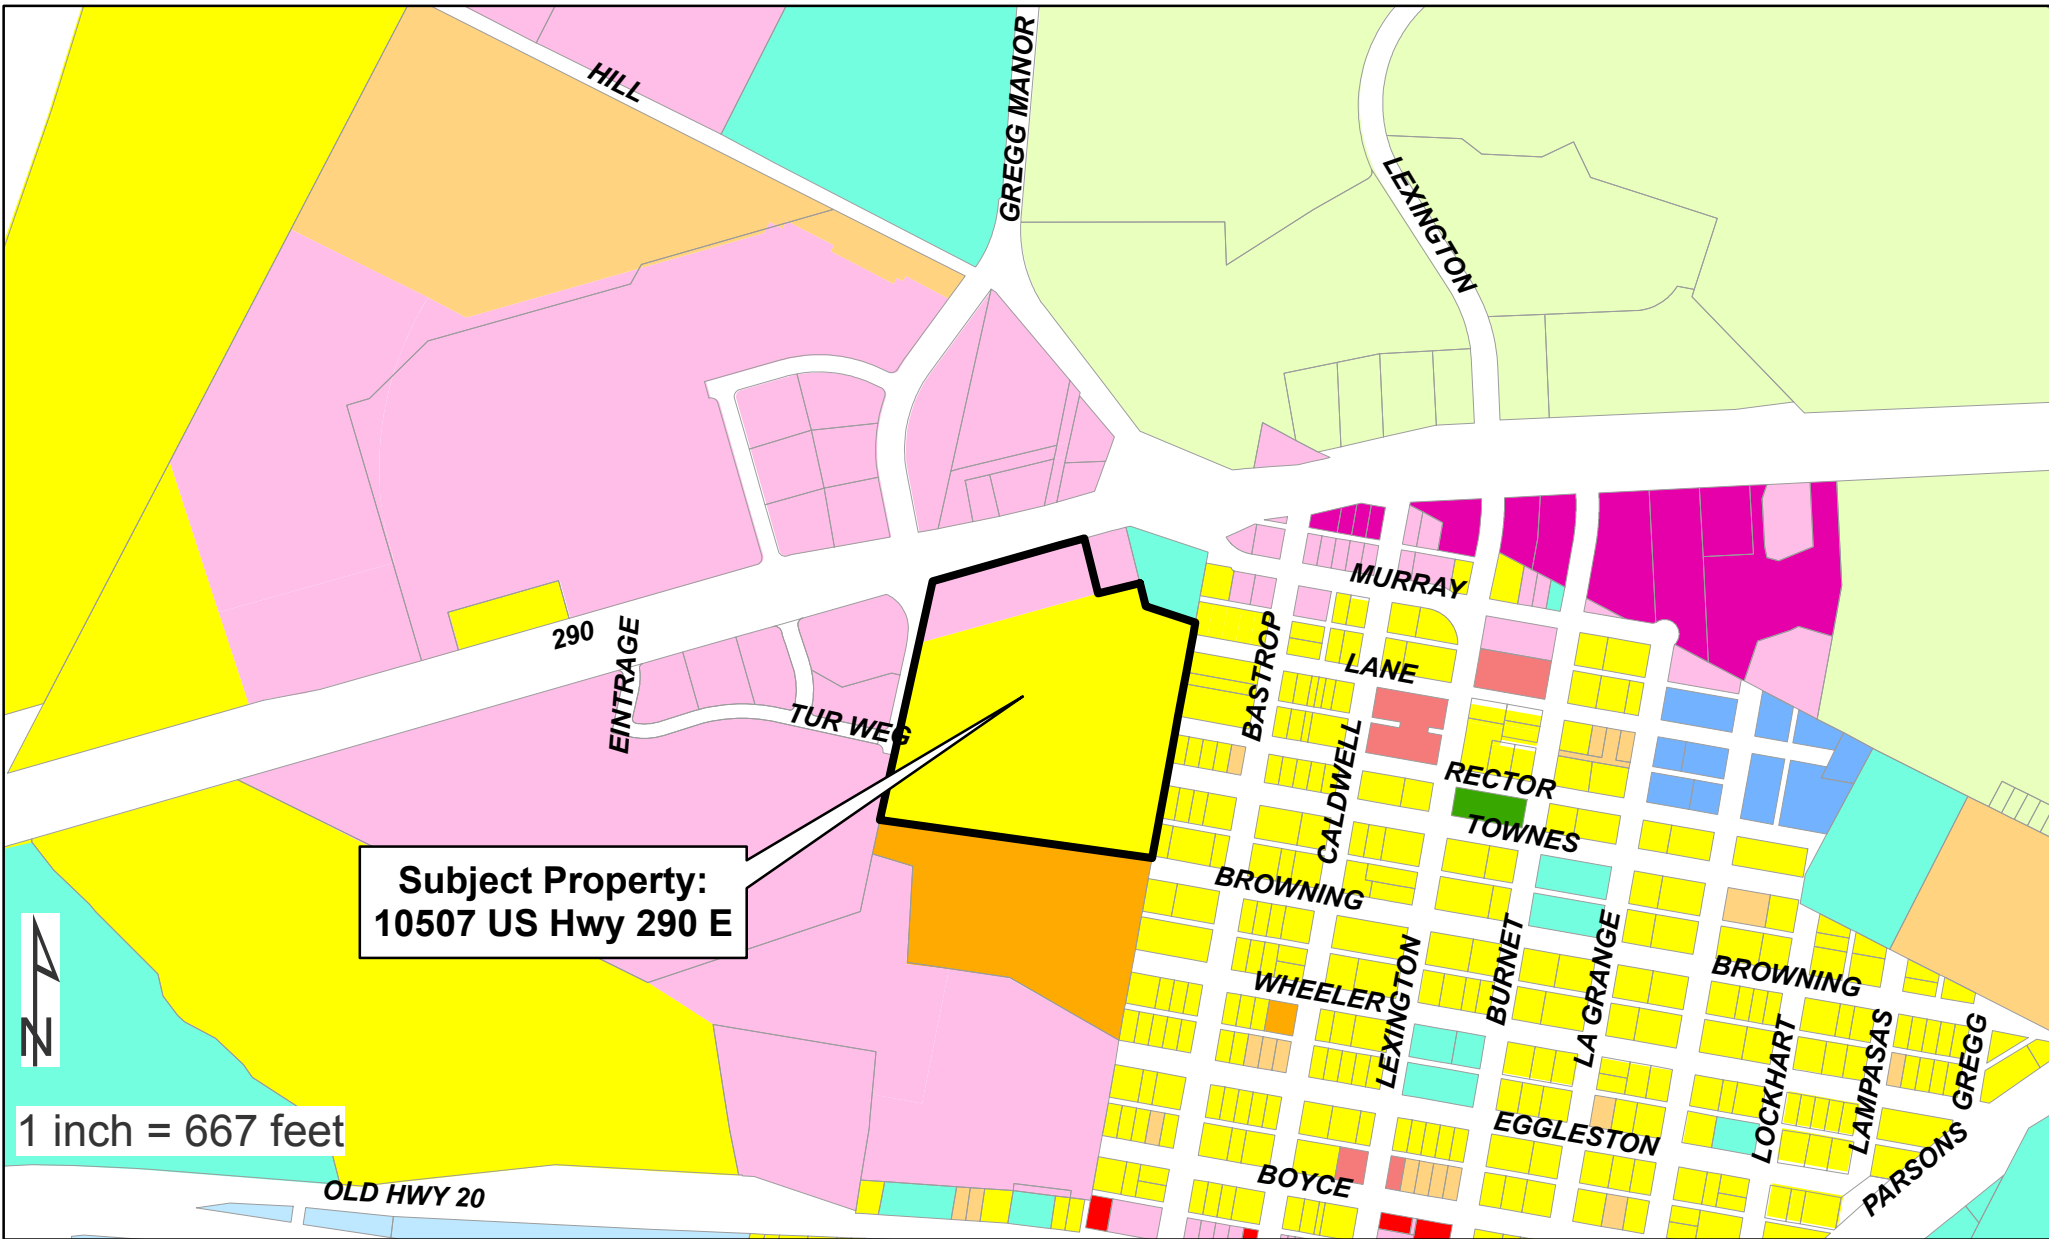 HILL
GREGG MANOR
LEXINGTON
290
EINTRAGE
TUR WEG
MURRAY
LANE
BASTROP
CALDWELL
RECTOR
TOWNES
BROWNING
Subject Property:
10507 US Hwy 290 E
WHEELER
LEXINGTON
BURNET
LA GRANGE
BROWNING
LOCKHART
LAMPASAS
GREGG
N
1 inch = 667 feet
EGGLESTON
BOYCE
PARSONS
OLD HWY 20